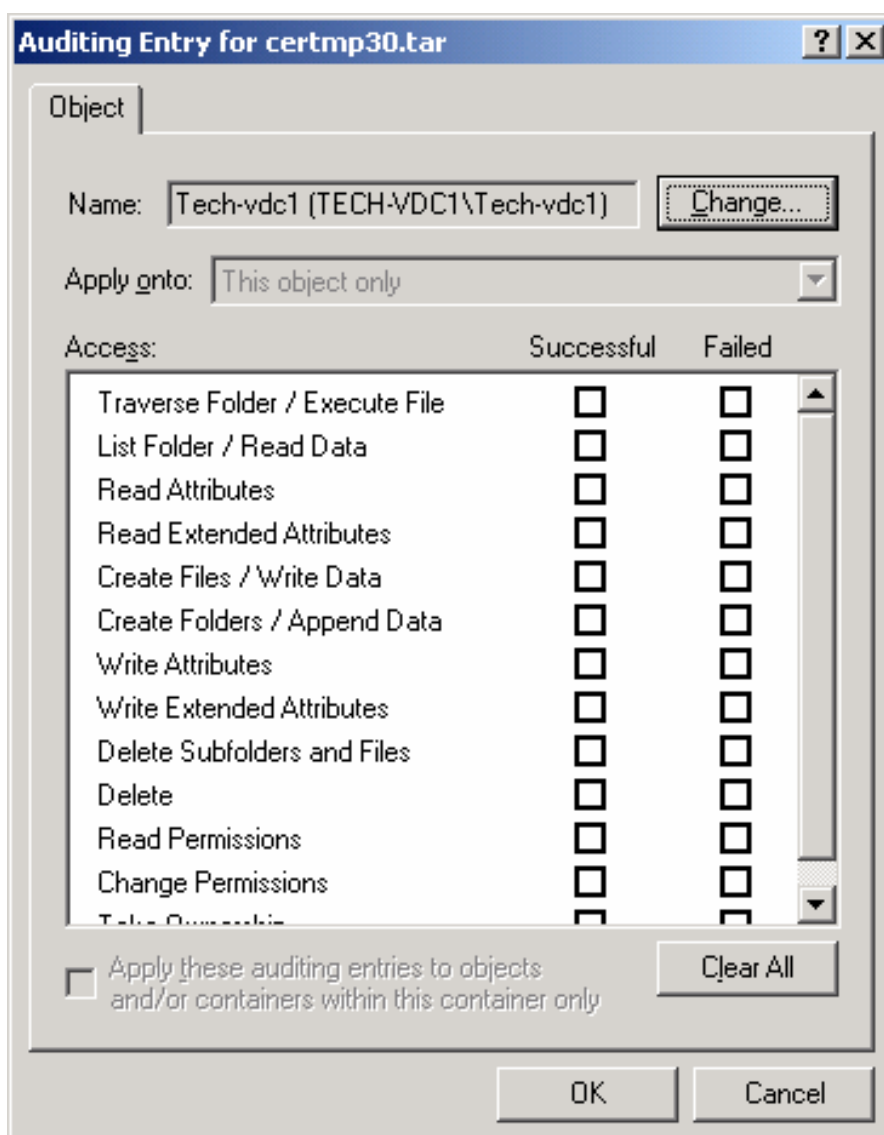 Auditing Entry for certmp30.tar
Object
Name: Tech-vdc1 (TECH-VDC1\Tech-vdc1) Change...
Apply onto: This object only
Access: Successful Failed
Traverse Folder / Execute File
List Folder / Read Data
Read Attributes
Read Extended Attributes
Create Files / Write Data
Create Folders / Append Data
Write Attributes
Write Extended Attributes
Delete Subfolders and Files
Delete
Read Permissions
Change Permissions
Take Ownership
Apply these auditing entries to objects
and/or containers within this container only
Clear All
OK Cancel